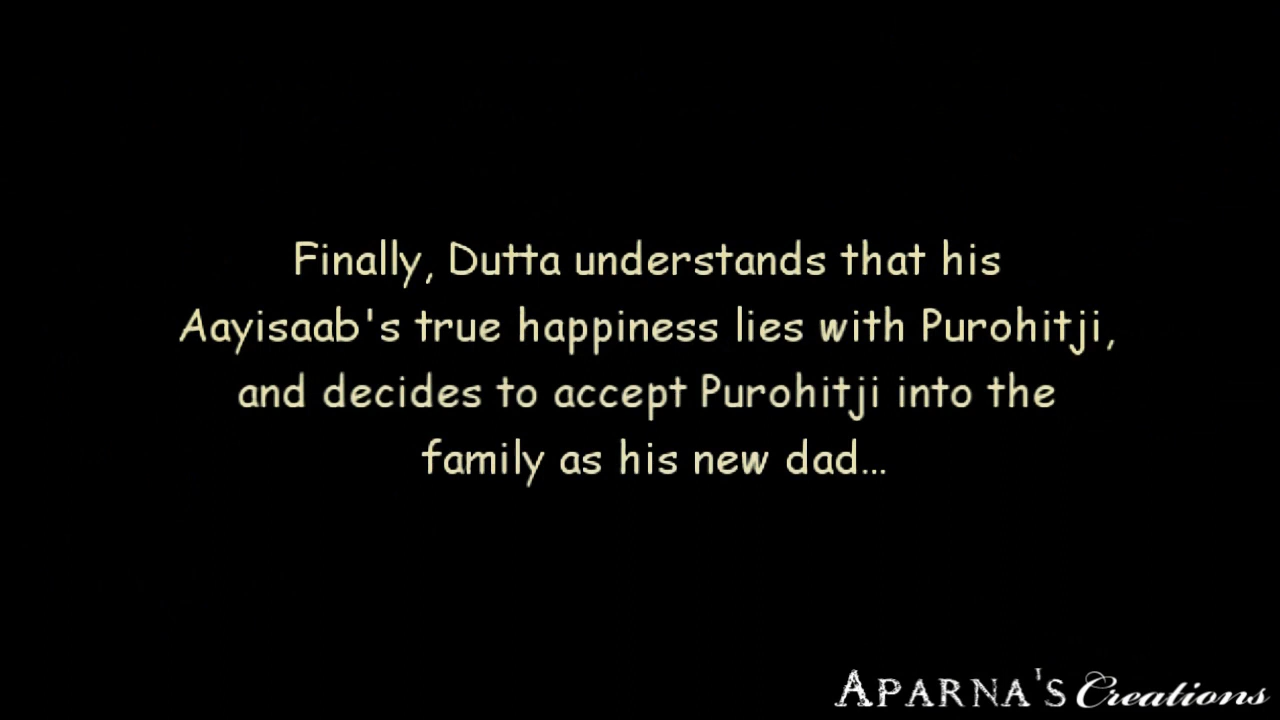 Finally, Dutta understands that his
Aayisaab's true happiness lies with Purohitji,
and decides to accept Purohitji into the
family as his new dad...
APARNA'S Creations